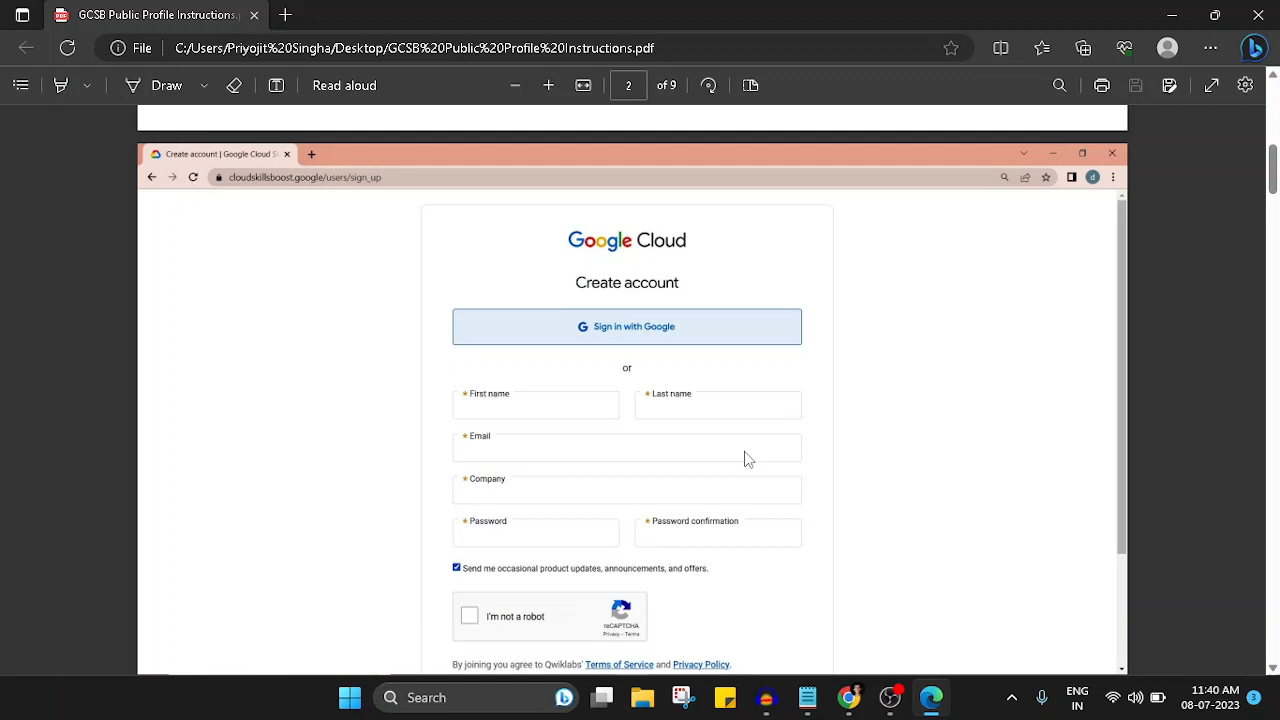 GCSB Profile Instructions.pdf
File
C:/Users/Priyojit%20Singha/Desktop/GCSB%20Public%20Profile%20Instructions.pdf
Draw
Read aloud
2
of 9
Create account | Google Cloud S
cloudskillsboost.google/users/sign_up
d
Google Cloud
Create account
G Sign in with Google
or
* First name
* Last name
* Email
* Company
* Password
* Password confirmation
Send me occasional product updates, announcements, and offers.
I'm not a robot
reCAPTCHA
Privacy - Terms
By joining you agree to Qwiklabs' Terms of Service and Privacy Policy.
Search
ENG
IN
11:40 AM
08-07-2023
3